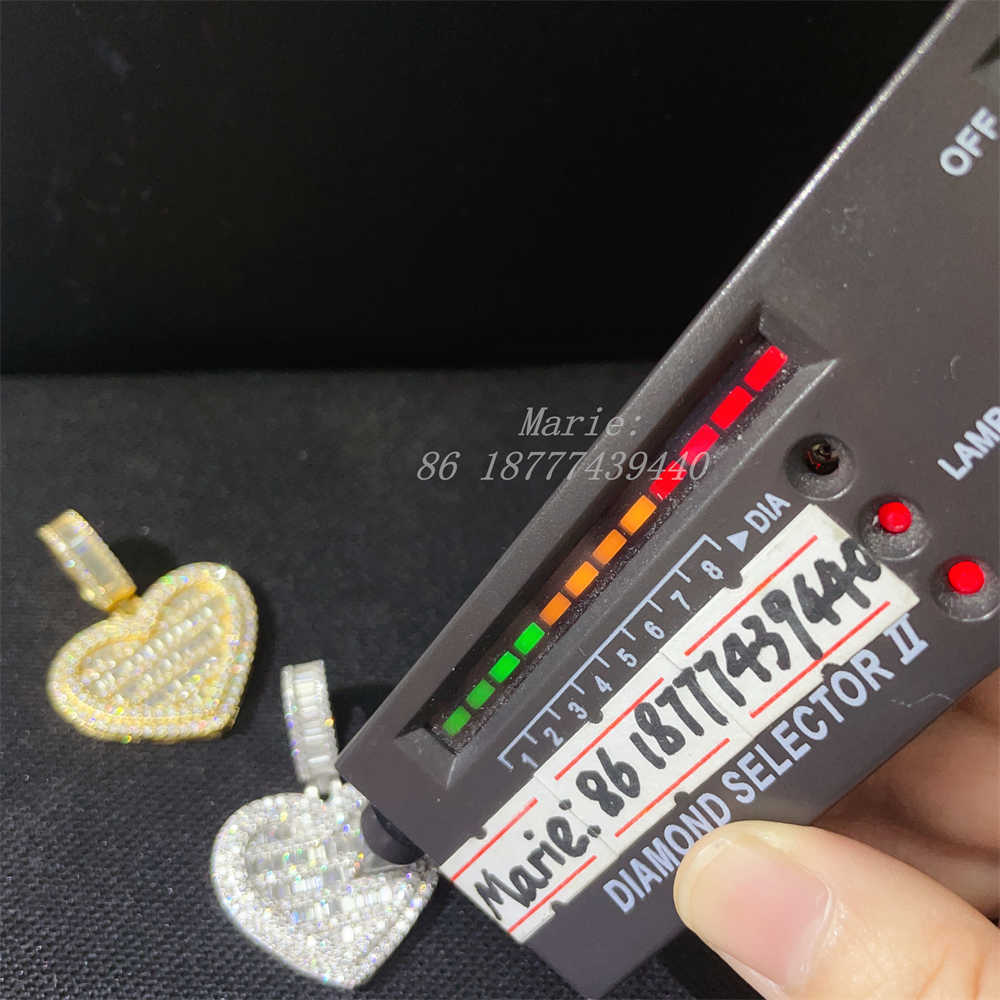 OFF
LAMP
Marie:
86 18777439440
DIA
1 2 3 4 5 6 7 8
Marie: 86 18777439440
DIAMOND SELECTOR II